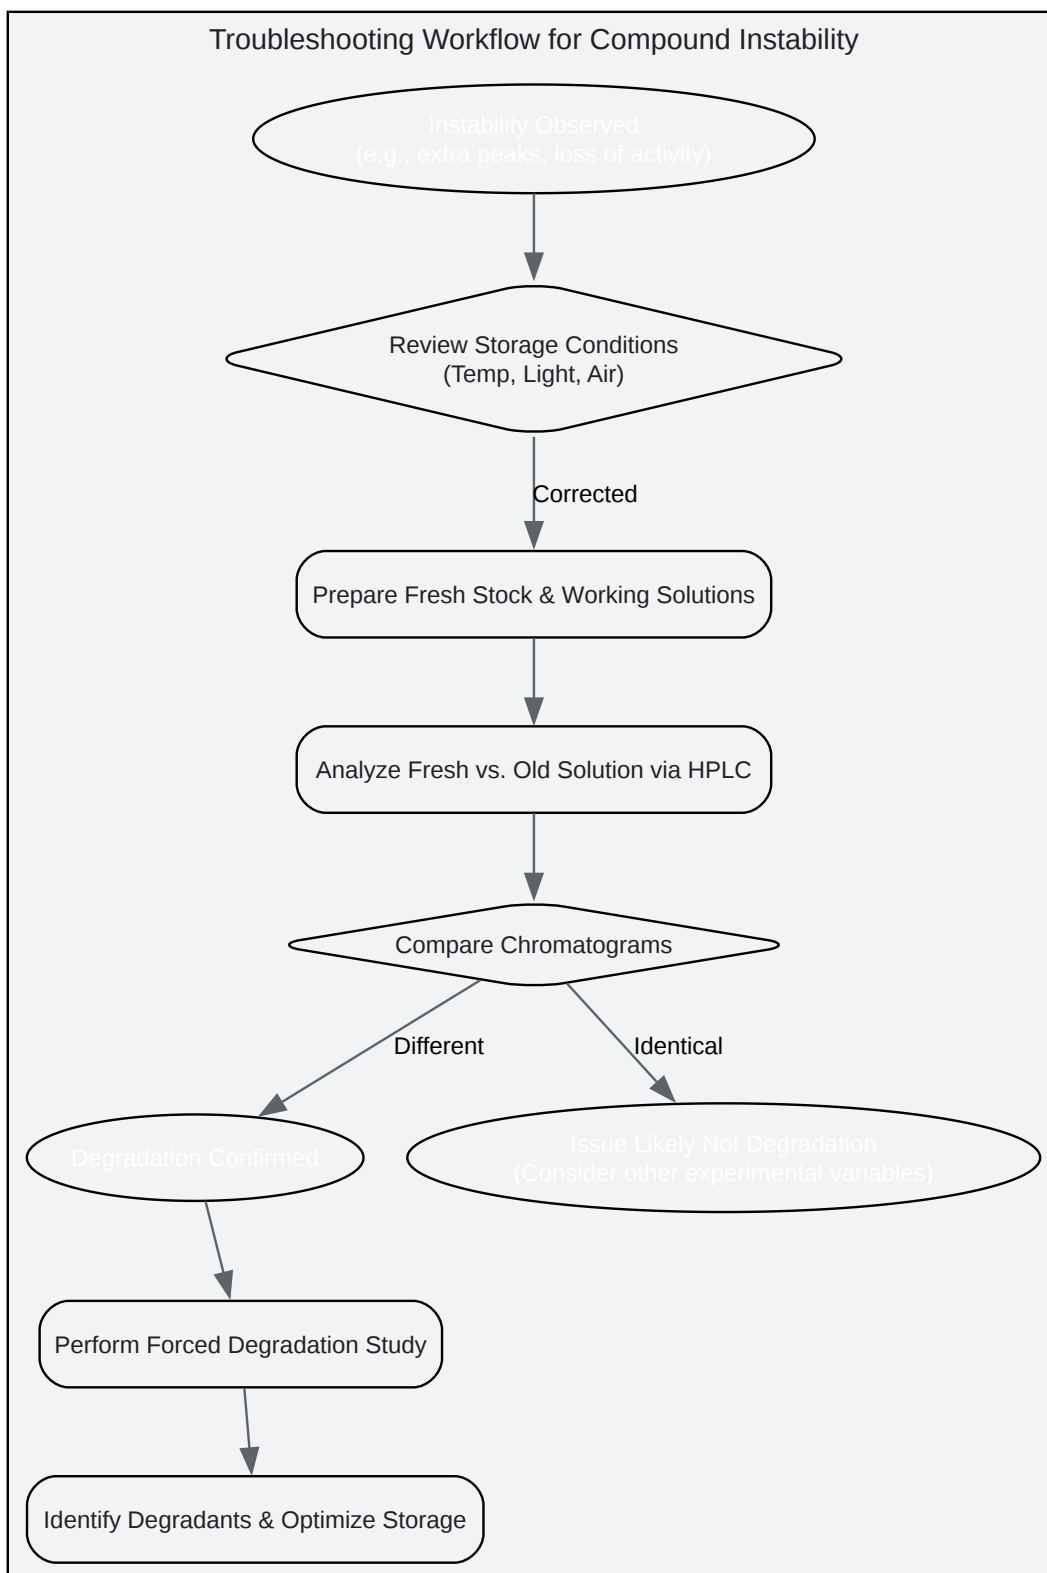 Troubleshooting Workflow for Compound Instability
Instability Observed
(e.g., extra peaks, loss of activity)
Review Storage Conditions
(Temp, Light, Air)
Corrected
Prepare Fresh Stock & Working Solutions
Analyze Fresh vs. Old Solution via HPLC
Compare Chromatograms
Different
Identical
Degradation Confirmed
Issue Likely Not Degradation
(Consider other experimental variables)
Perform Forced Degradation Study
Identify Degradants & Optimize Storage